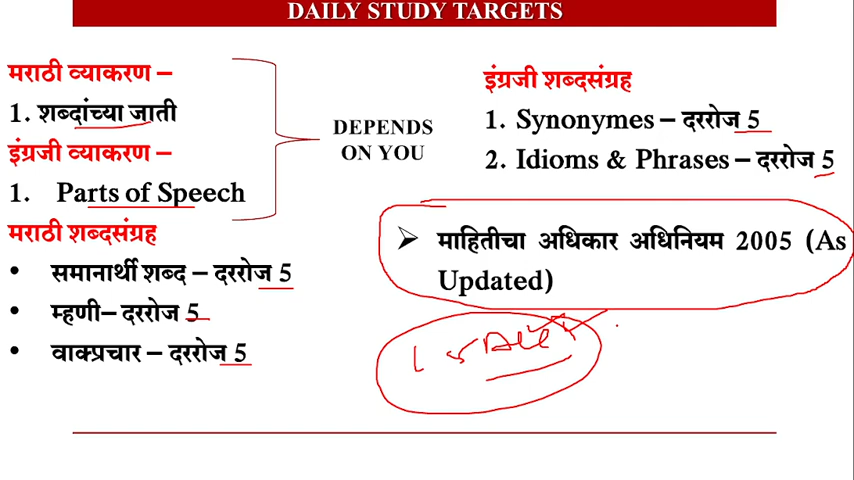 DAILY STUDY TARGETS
मराठी व्याकरण –
1. शब्दांच्या जाती
इंग्रजी व्याकरण –
1. Parts of Speech
मराठी शब्दसंग्रह
• समानार्थी शब्द – दररोज 5
• म्हणी– दररोज 5
• वाक्प्रचार – दररोज 5
DEPENDS
ON YOU
इंग्रजी शब्दसंग्रह
1. Synonymes – दररोज 5
2. Idioms & Phrases – दररोज 5
➢ माहितीचा अधिकार अधिनियम 2005 (As
Updated)